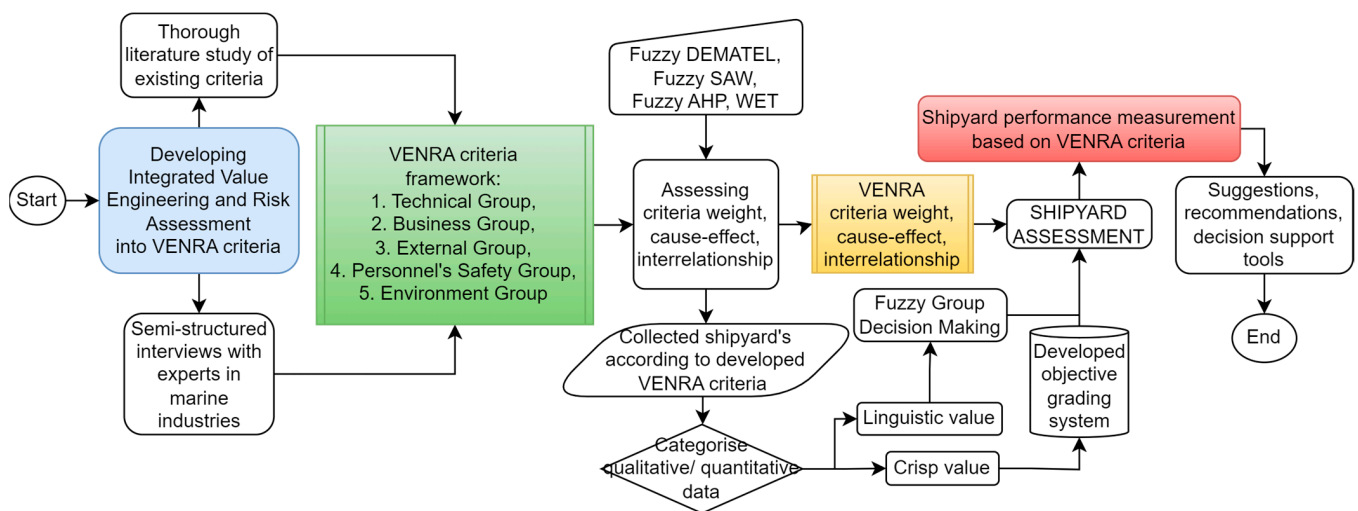 Start
Thorough
literature study of
existing criteria
Developing
Integrated Value
Engineering and Risk
Assessment
into VENRA criteria
Semi-structured
interviews with
experts in
marine
industries
VENRA criteria
framework:
1. Technical Group,
2. Business Group,
3. External Group,
4. Personnel's Safety Group,
5. Environment Group
Fuzzy DEMATEL,
Fuzzy SAW,
Fuzzy AHP, WET
Assessing
criteria weight,
cause-effect,
interrelationship
Collected shipyard's
according to developed
VENRA criteria
Categorise
qualitative/ quantitative
data
VENRA
criteria weight,
cause-effect,
interrelationship
Linguistic value
Crisp value
Fuzzy Group
Decision Making
Developed
objective
grading
system
SHIPYARD
ASSESSMENT
Shipyard performance measurement
based on VENRA criteria
Suggestions,
recommendations,
decision support
tools
End